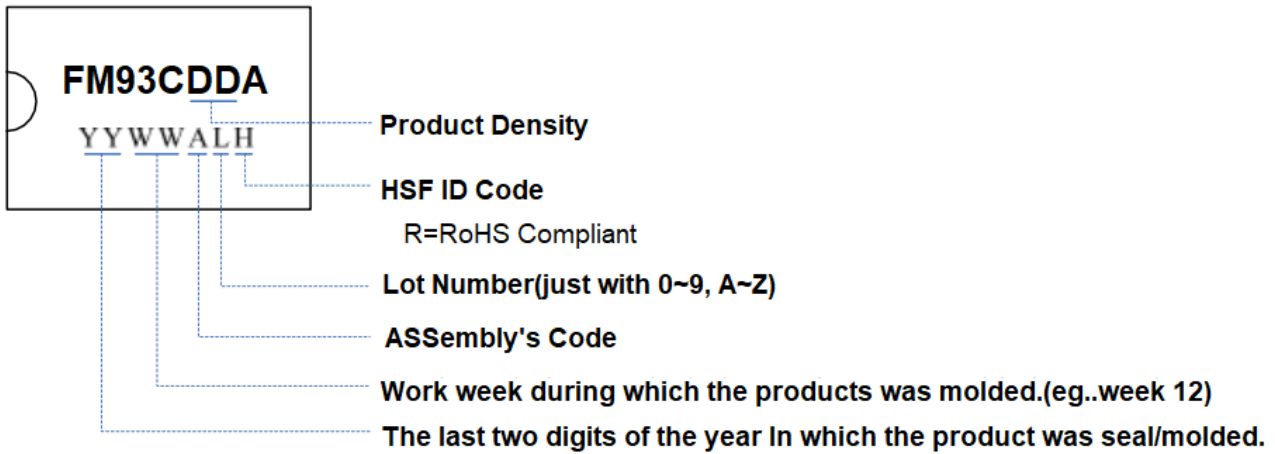 FM93CDDA
YYWWALH
Product Density
HSF ID Code
R=RoHS Compliant
Lot Number(just with 0~9, A~Z)
ASSembly's Code
Work week during which the products was molded.(eg..week 12)
The last two digits of the year In which the product was seal/molded.